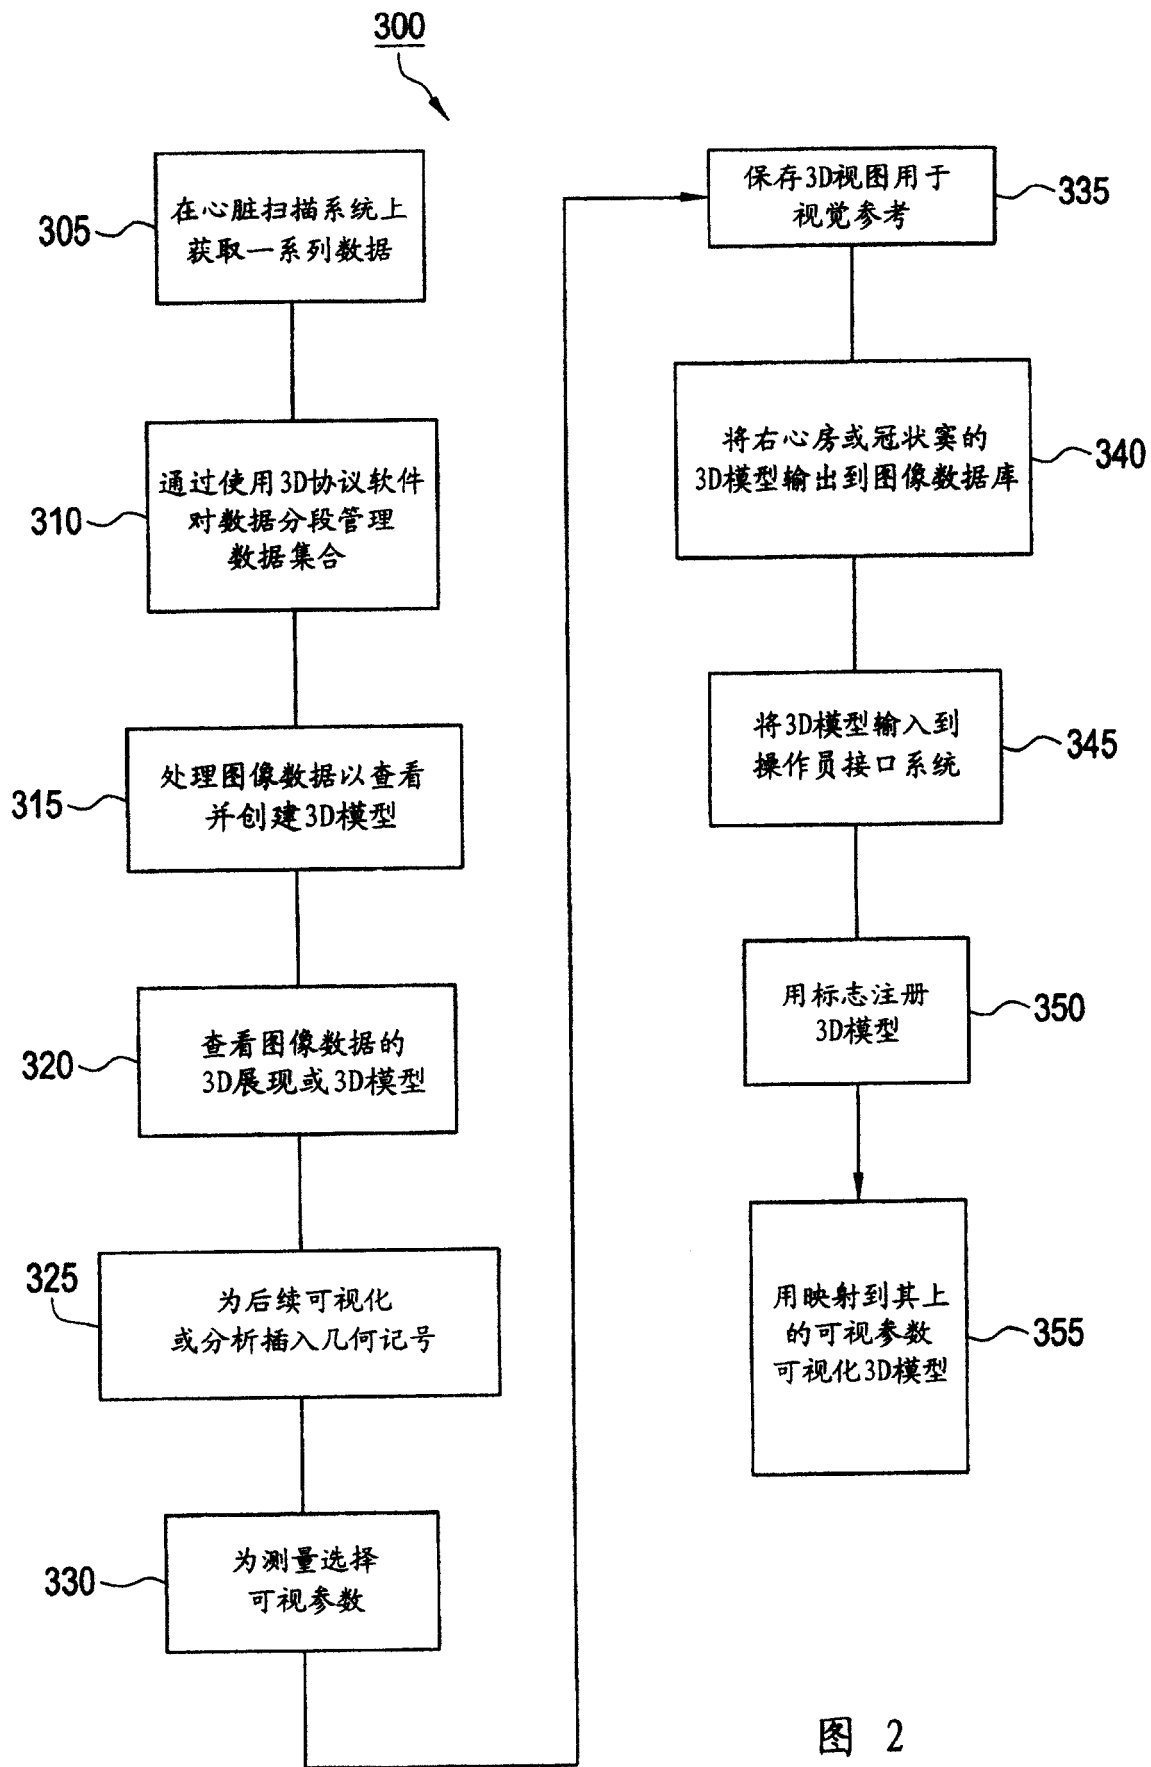 300
305
在心脏扫描系统上
获取一系列数据
310
通过使用3D协议软件
对数据分段管理
数据集合
315
处理图像数据以查看
并创建3D模型
320
查看图像数据的
3D展现或3D模型
325
为后续可视化
或分析插入几何记号
330
为测量选择
可视参数
保存3D视图用于
视觉参考
335
将右心房或冠状窦的
3D模型输出到图像数据库
340
将3D模型输入到
操作员接口系统
345
用标志注册
3D模型
350
用映射到其上
的可视参数
可视化3D模型
355
图 2